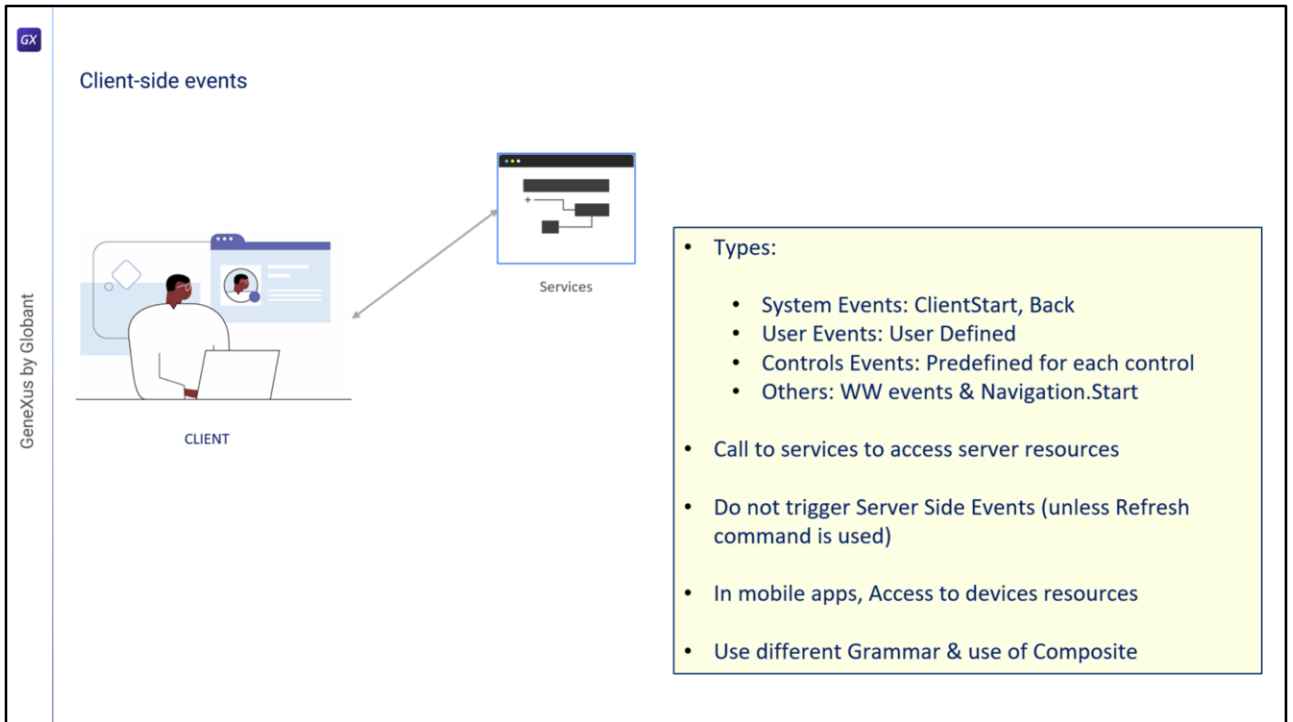 GX
Client-side events
GeneXus by Globant
Services
CLIENT
• Types:
• System Events: ClientStart, Back
• User Events: User Defined
• Controls Events: Predefined for each control
• Others: WW events & Navigation.Start
• Call to services to access server resources
• Do not trigger Server Side Events (unless Refresh
command is used)
• In mobile apps, Access to devices resources
• Use different Grammar & use of Composite